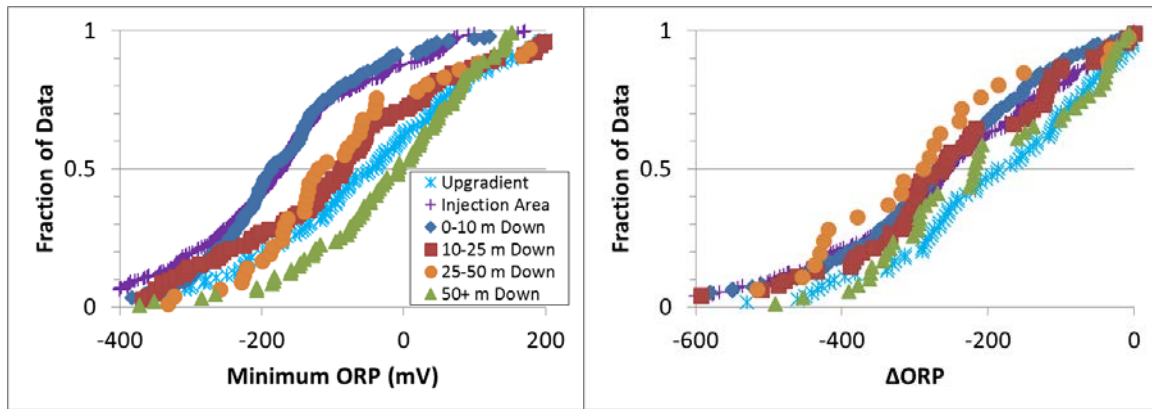 1
0.5
0
Fraction of Data
-400
-200
0
200
Minimum ORP (mV)
Upgradient
Injection Area
0-10 m Down
10-25 m Down
25-50 m Down
50+ m Down
1
0.5
0
Fraction of Data
-600
-400
-200
0
ΔORP